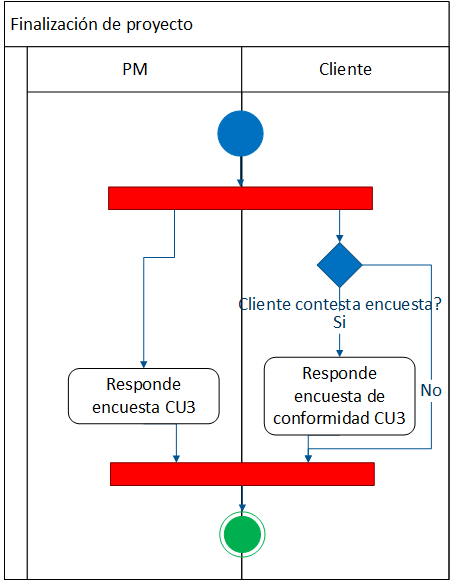 Finalización de proyecto
PM
Cliente
Cliente contesta encuesta?
Si
Responde
encuesta CU3
Responde
encuesta de
conformidad CU3
No